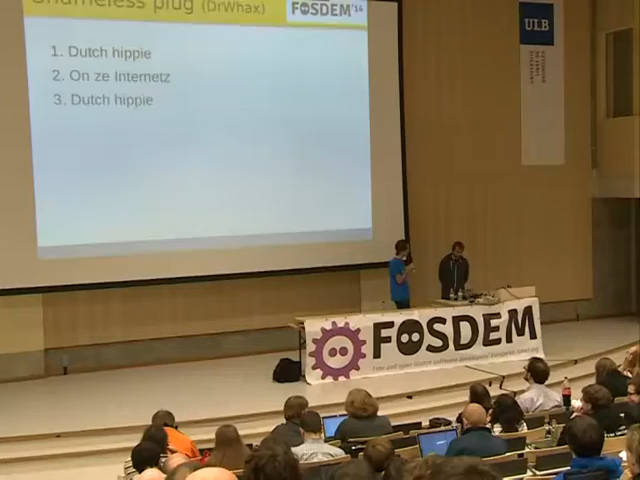 Shameless plug (DrWhax)
FOSDEM'14
1. Dutch hippie
2. On ze Internetz
3. Dutch hippie
ULB
FOSDEM